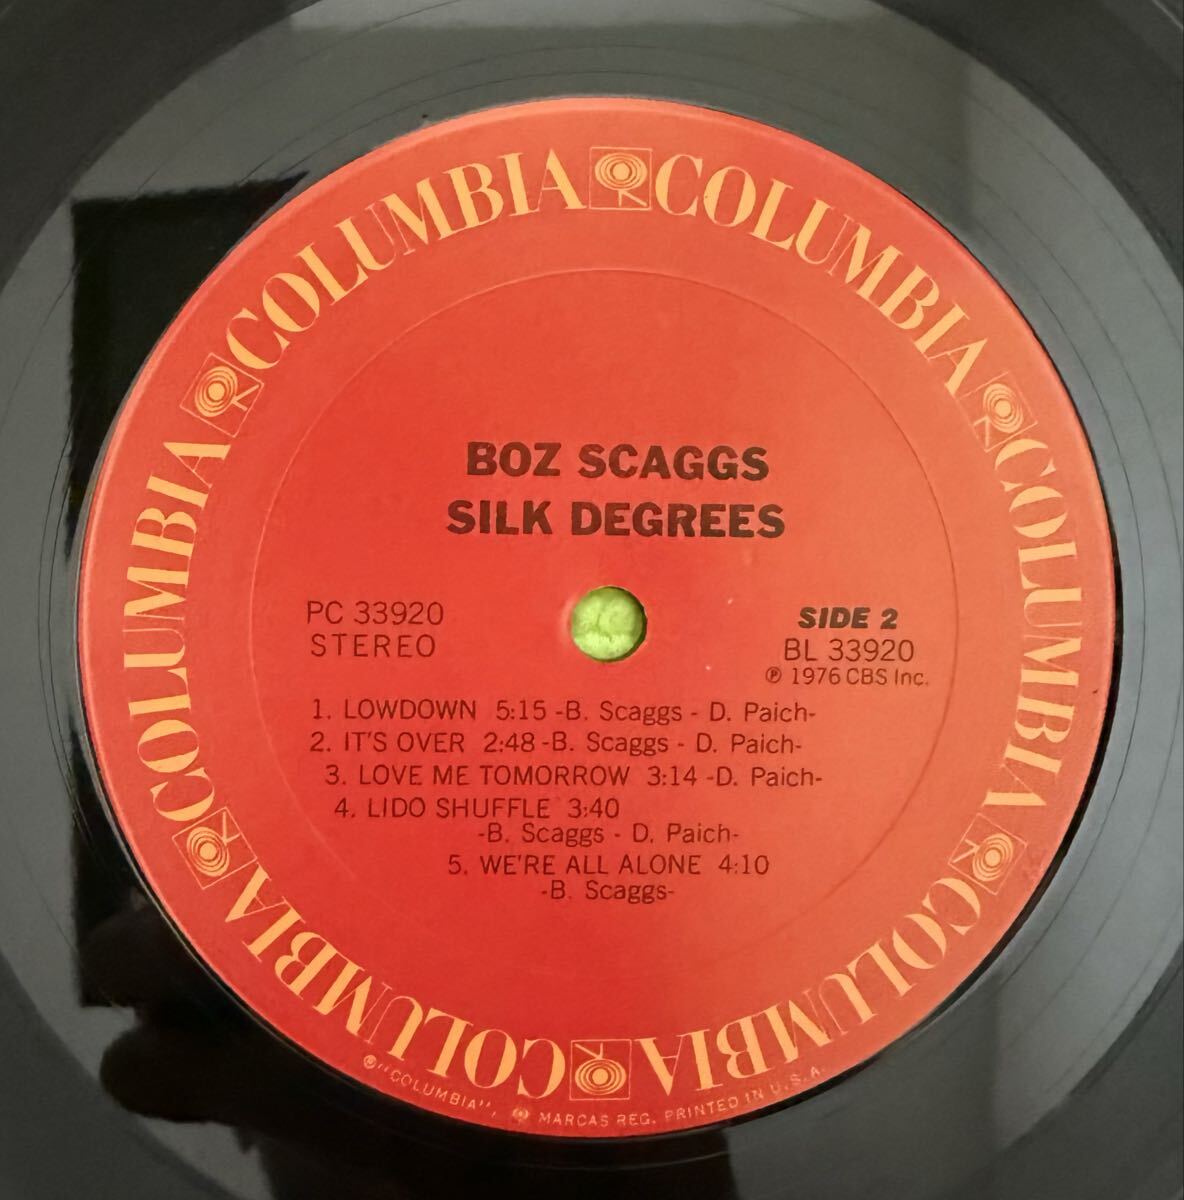 COLUMBIA COLUMBIA COLUMBIA COLUMBIA COLUMBIA COLUMBIA
BOZ SCAGGS
SILK DEGREES
PC 33920
STEREO
SIDE 2
BL 33920
℗ 1976 CBS Inc.
1. LOWDOWN 5:15 -B. Scaggs - D. Paich-
2. IT'S OVER 2:48 -B. Scaggs - D. Paich-
3. LOVE ME TOMORROW 3:14 -D. Paich-
4. LIDO SHUFFLE 3:40
-B. Scaggs - D. Paich-
5. WE'RE ALL ALONE 4:10
-B. Scaggs-
® "COLUMBIA", MARCAS REG. PRINTED IN U.S.A.